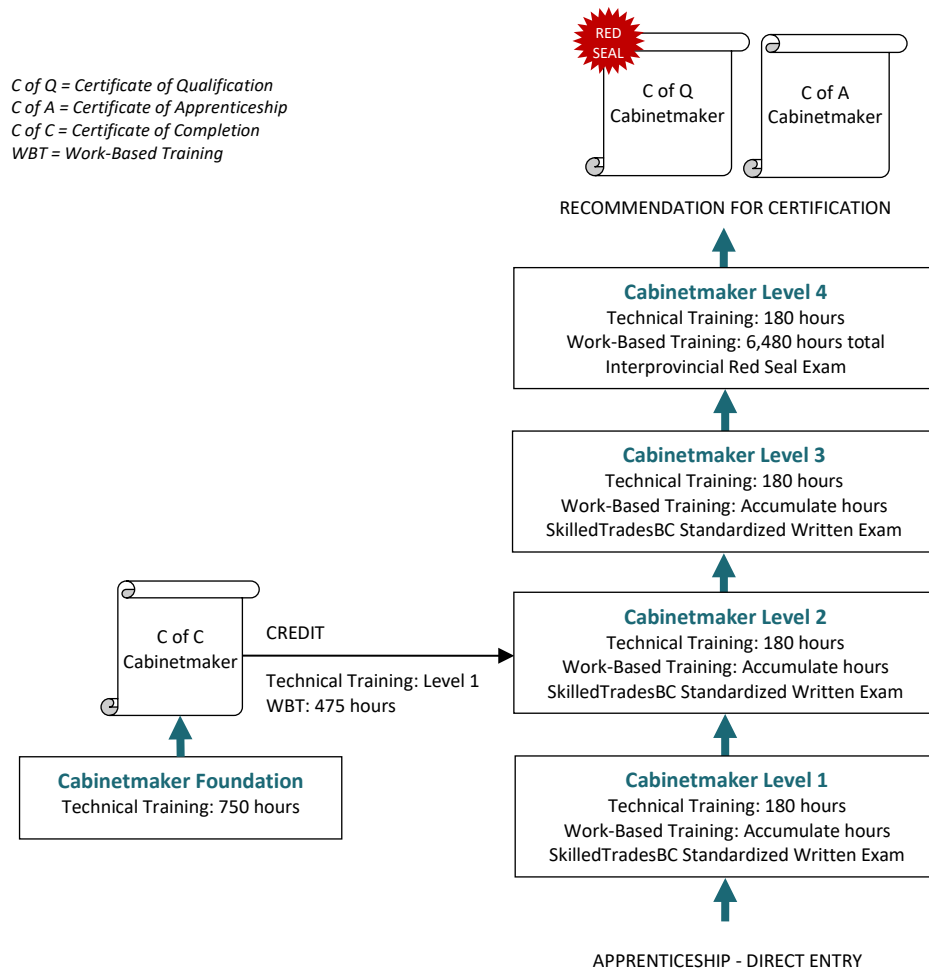 RED
SEAL
C of Q
Cabinetmaker
C of A
Cabinetmaker
C of Q = Certificate of Qualification
C of A = Certificate of Apprenticeship
C of C = Certificate of Completion
WBT = Work-Based Training
RECOMMENDATION FOR CERTIFICATION
Cabinetmaker Level 4
Technical Training: 180 hours
Work-Based Training: 6,480 hours total
Interprovincial Red Seal Exam
Cabinetmaker Level 3
Technical Training: 180 hours
Work-Based Training: Accumulate hours
SkilledTradesBC Standardized Written Exam
C of C
Cabinetmaker
CREDIT
Technical Training: Level 1
WBT: 475 hours
Cabinetmaker Level 2
Technical Training: 180 hours
Work-Based Training: Accumulate hours
SkilledTradesBC Standardized Written Exam
Cabinetmaker Foundation
Technical Training: 750 hours
Cabinetmaker Level 1
Technical Training: 180 hours
Work-Based Training: Accumulate hours
SkilledTradesBC Standardized Written Exam
APPRENTICESHIP - DIRECT ENTRY